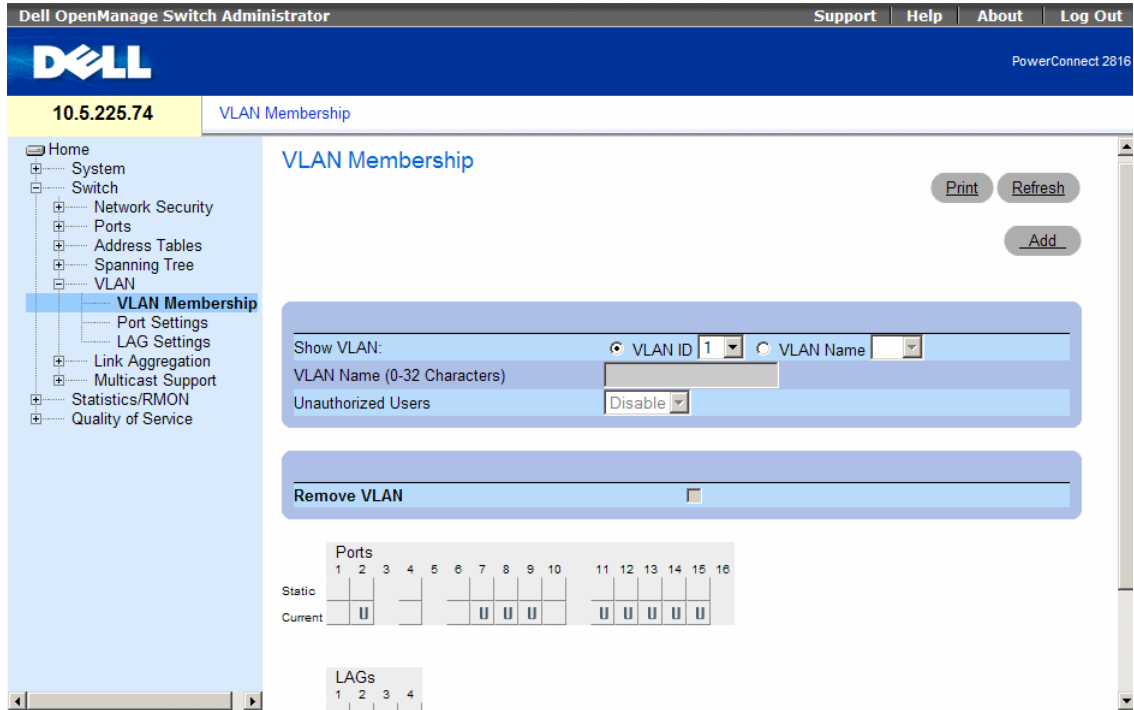 Dell OpenManage Switch Administrator Support Help About Log Out
DELL
PowerConnect 2816
10.5.225.74 VLAN Membership
Home
System
Switch
Network Security
Ports
Address Tables
Spanning Tree
VLAN
VLAN Membership
Port Settings
LAG Settings
Link Aggregation
Multicast Support
Statistics/RMON
Quality of Service
VLAN Membership
Print Refresh
Add
Show VLAN: VLAN ID 1 VLAN Name
VLAN Name (0-32 Characters)
Unauthorized Users Disable
Remove VLAN
Ports
1 2 3 4 5 6 7 8 9 10 11 12 13 14 15 16
Static
Current U U U U U U U U U
LAGs
1 2 3 4